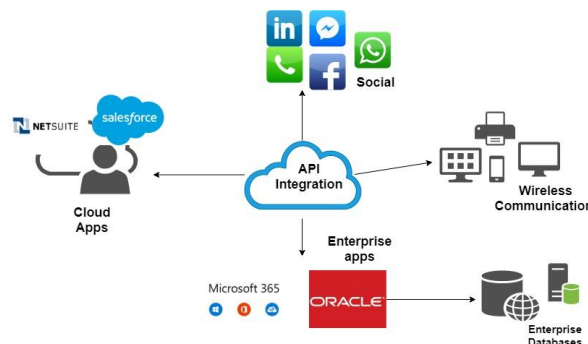 in
f
Social
NETSUITE
salesforce
API
Integration
Cloud
Apps
Wireless
Communication
Enterprise
apps
Microsoft 365
ORACLE
Enterprise
Databases